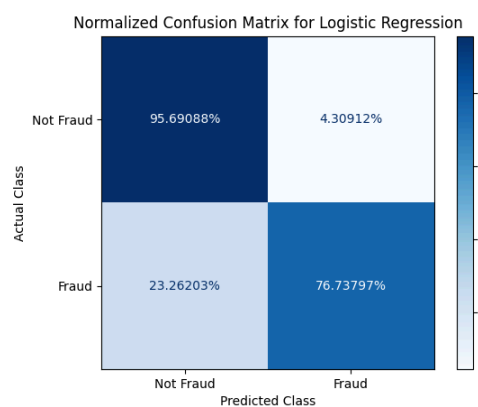 Normalized Confusion Matrix for Logistic Regression
Not Fraud
95.69088%
4.30912%
Actual Class
Fraud
23.26203%
76.73797%
Not Fraud
Fraud
Predicted Class